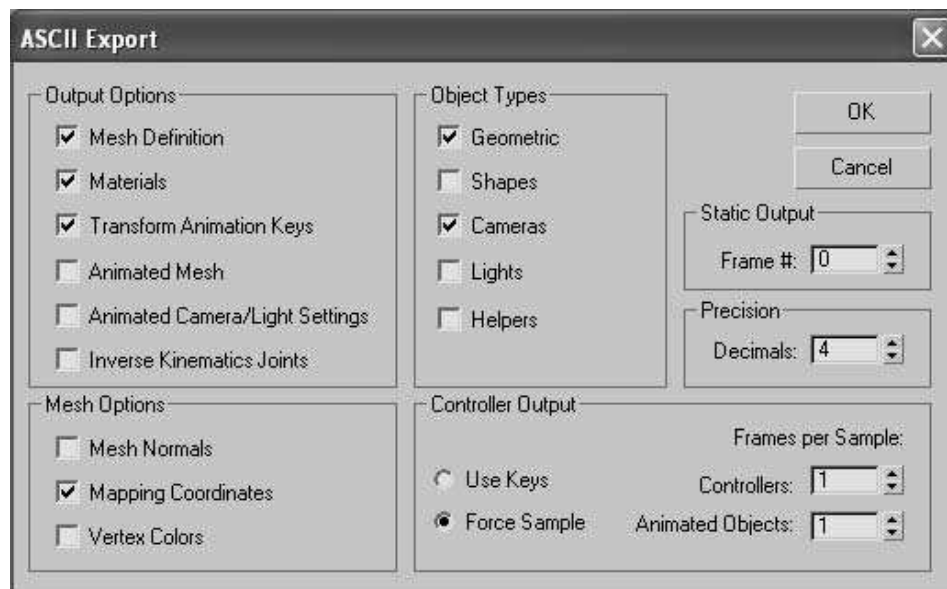 ASCII Export
Output Options
Mesh Definition
Materials
Transform Animation Keys
Animated Mesh
Animated Camera/Light Settings
Inverse Kinematics Joints
Object Types
Geometric
Shapes
Cameras
Lights
Helpers
OK
Cancel
Static Output
Frame #: 0
Precision
Decimals: 4
Mesh Options
Mesh Normals
Mapping Coordinates
Vertex Colors
Controller Output
Frames per Sample:
Use Keys
Controllers: 1
Force Sample
Animated Objects: 1